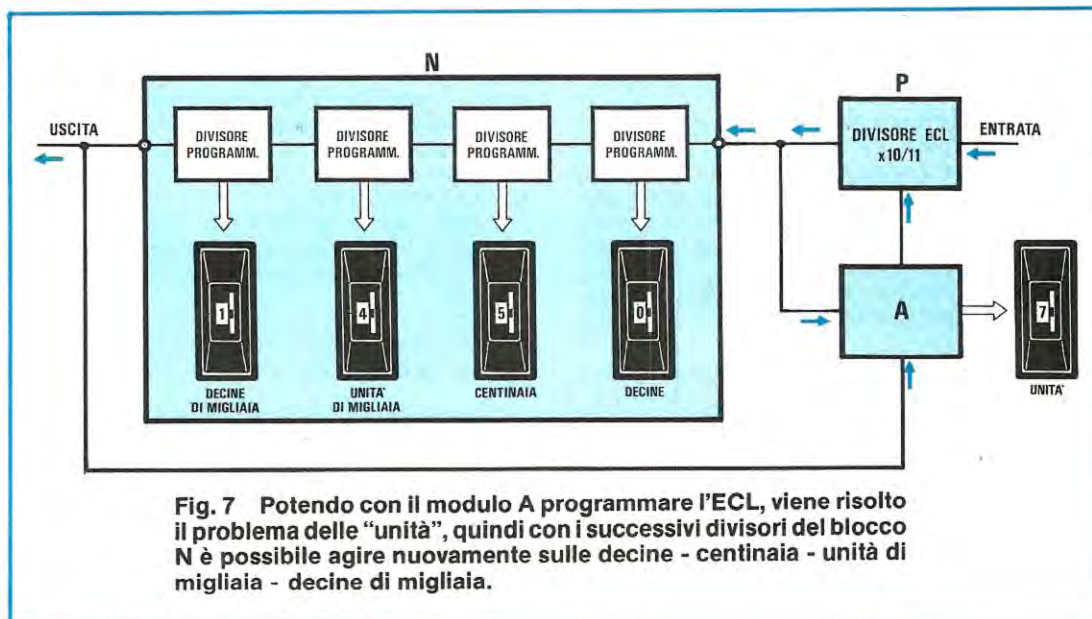 N
P
USCITA
DIVISORE
PROGRAMM.
DIVISORE
PROGRAMM.
DIVISORE
PROGRAMM.
DIVISORE
PROGRAMM.
DIVISORE ECL
x10/11
ENTRATA
A
1
4
5
0
7
DECINE
DI MIGLIAIA
UNITA'
DI MIGLIAIA
CENTINAIA
DECINE
UNITA'
Fig. 7 Potendo con il modulo A programmare l'ECL, viene risolto
il problema delle "unità", quindi con i successivi divisori del blocco
N è possibile agire nuovamente sulle decine - centinaia - unità di
migliaia - decine di migliaia.